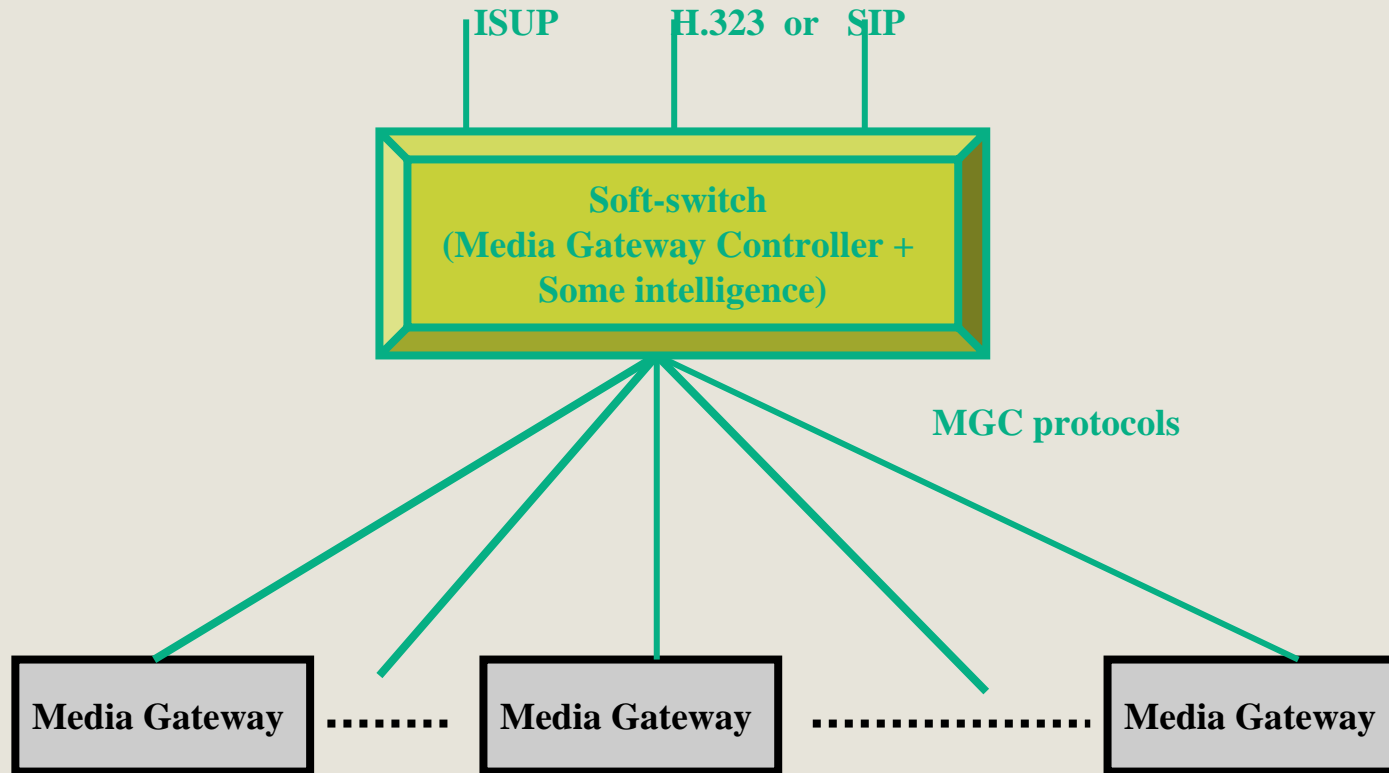 ISUP H.323 or SIP
Soft-switch
(Media Gateway Controller +
Some intelligence)
MGC protocols
Media Gateway Media Gateway Media Gateway